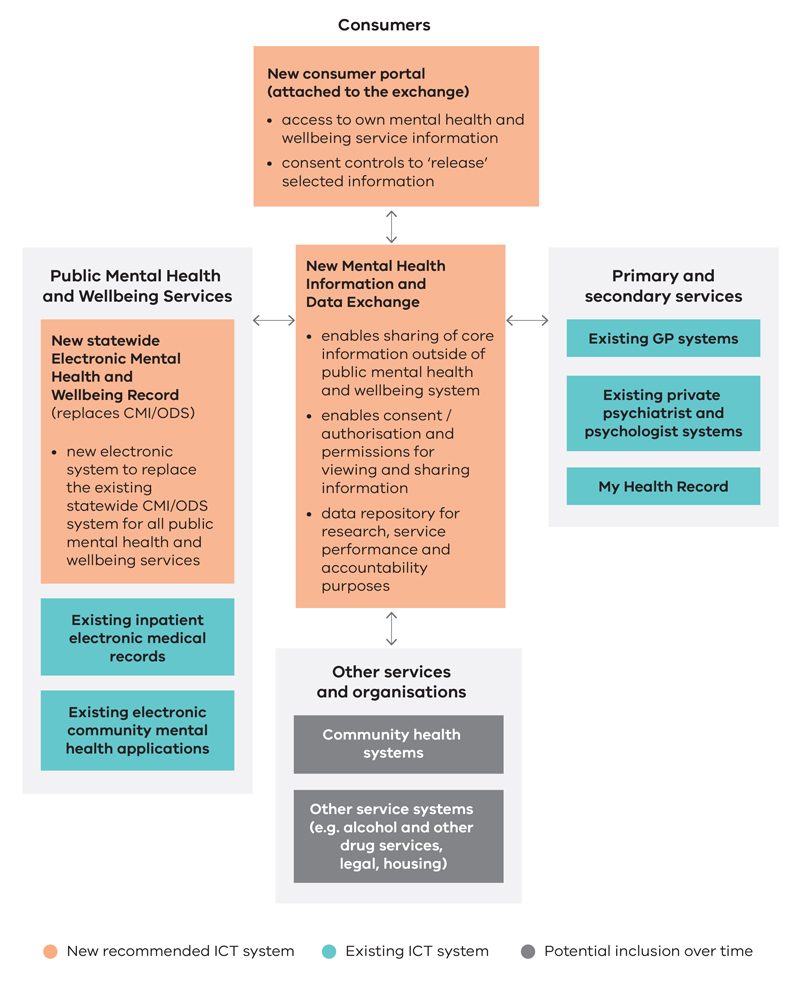 Consumers
New consumer portal
(attached to the exchange)
• access to own mental health and
wellbeing service information
• consent controls to ‘release’
selected information
Public Mental Health
and Wellbeing Services
New statewide
Electronic Mental
Health and
Wellbeing Record
(replaces CMI/ODS)
• new electronic
system to replace
the existing
statewide CMI/ODS
system for all public
mental health and
wellbeing services
Existing inpatient
electronic medical
records
Existing electronic
community mental
health applications
New Mental Health
Information and
Data Exchange
• enables sharing of core
information outside of
public mental health
and wellbeing system
• enables consent /
authorisation and
permissions for
viewing and sharing
information
• data repository for
research, service
performance and
accountability
purposes
Primary and
secondary services
Existing GP systems
Existing private
psychiatrist and
psychologist systems
My Health Record
Other services
and organisations
Community health
systems
Other service systems
(e.g. alcohol and other
drug services,
legal, housing)
New recommended ICT system
Existing ICT system
Potential inclusion over time